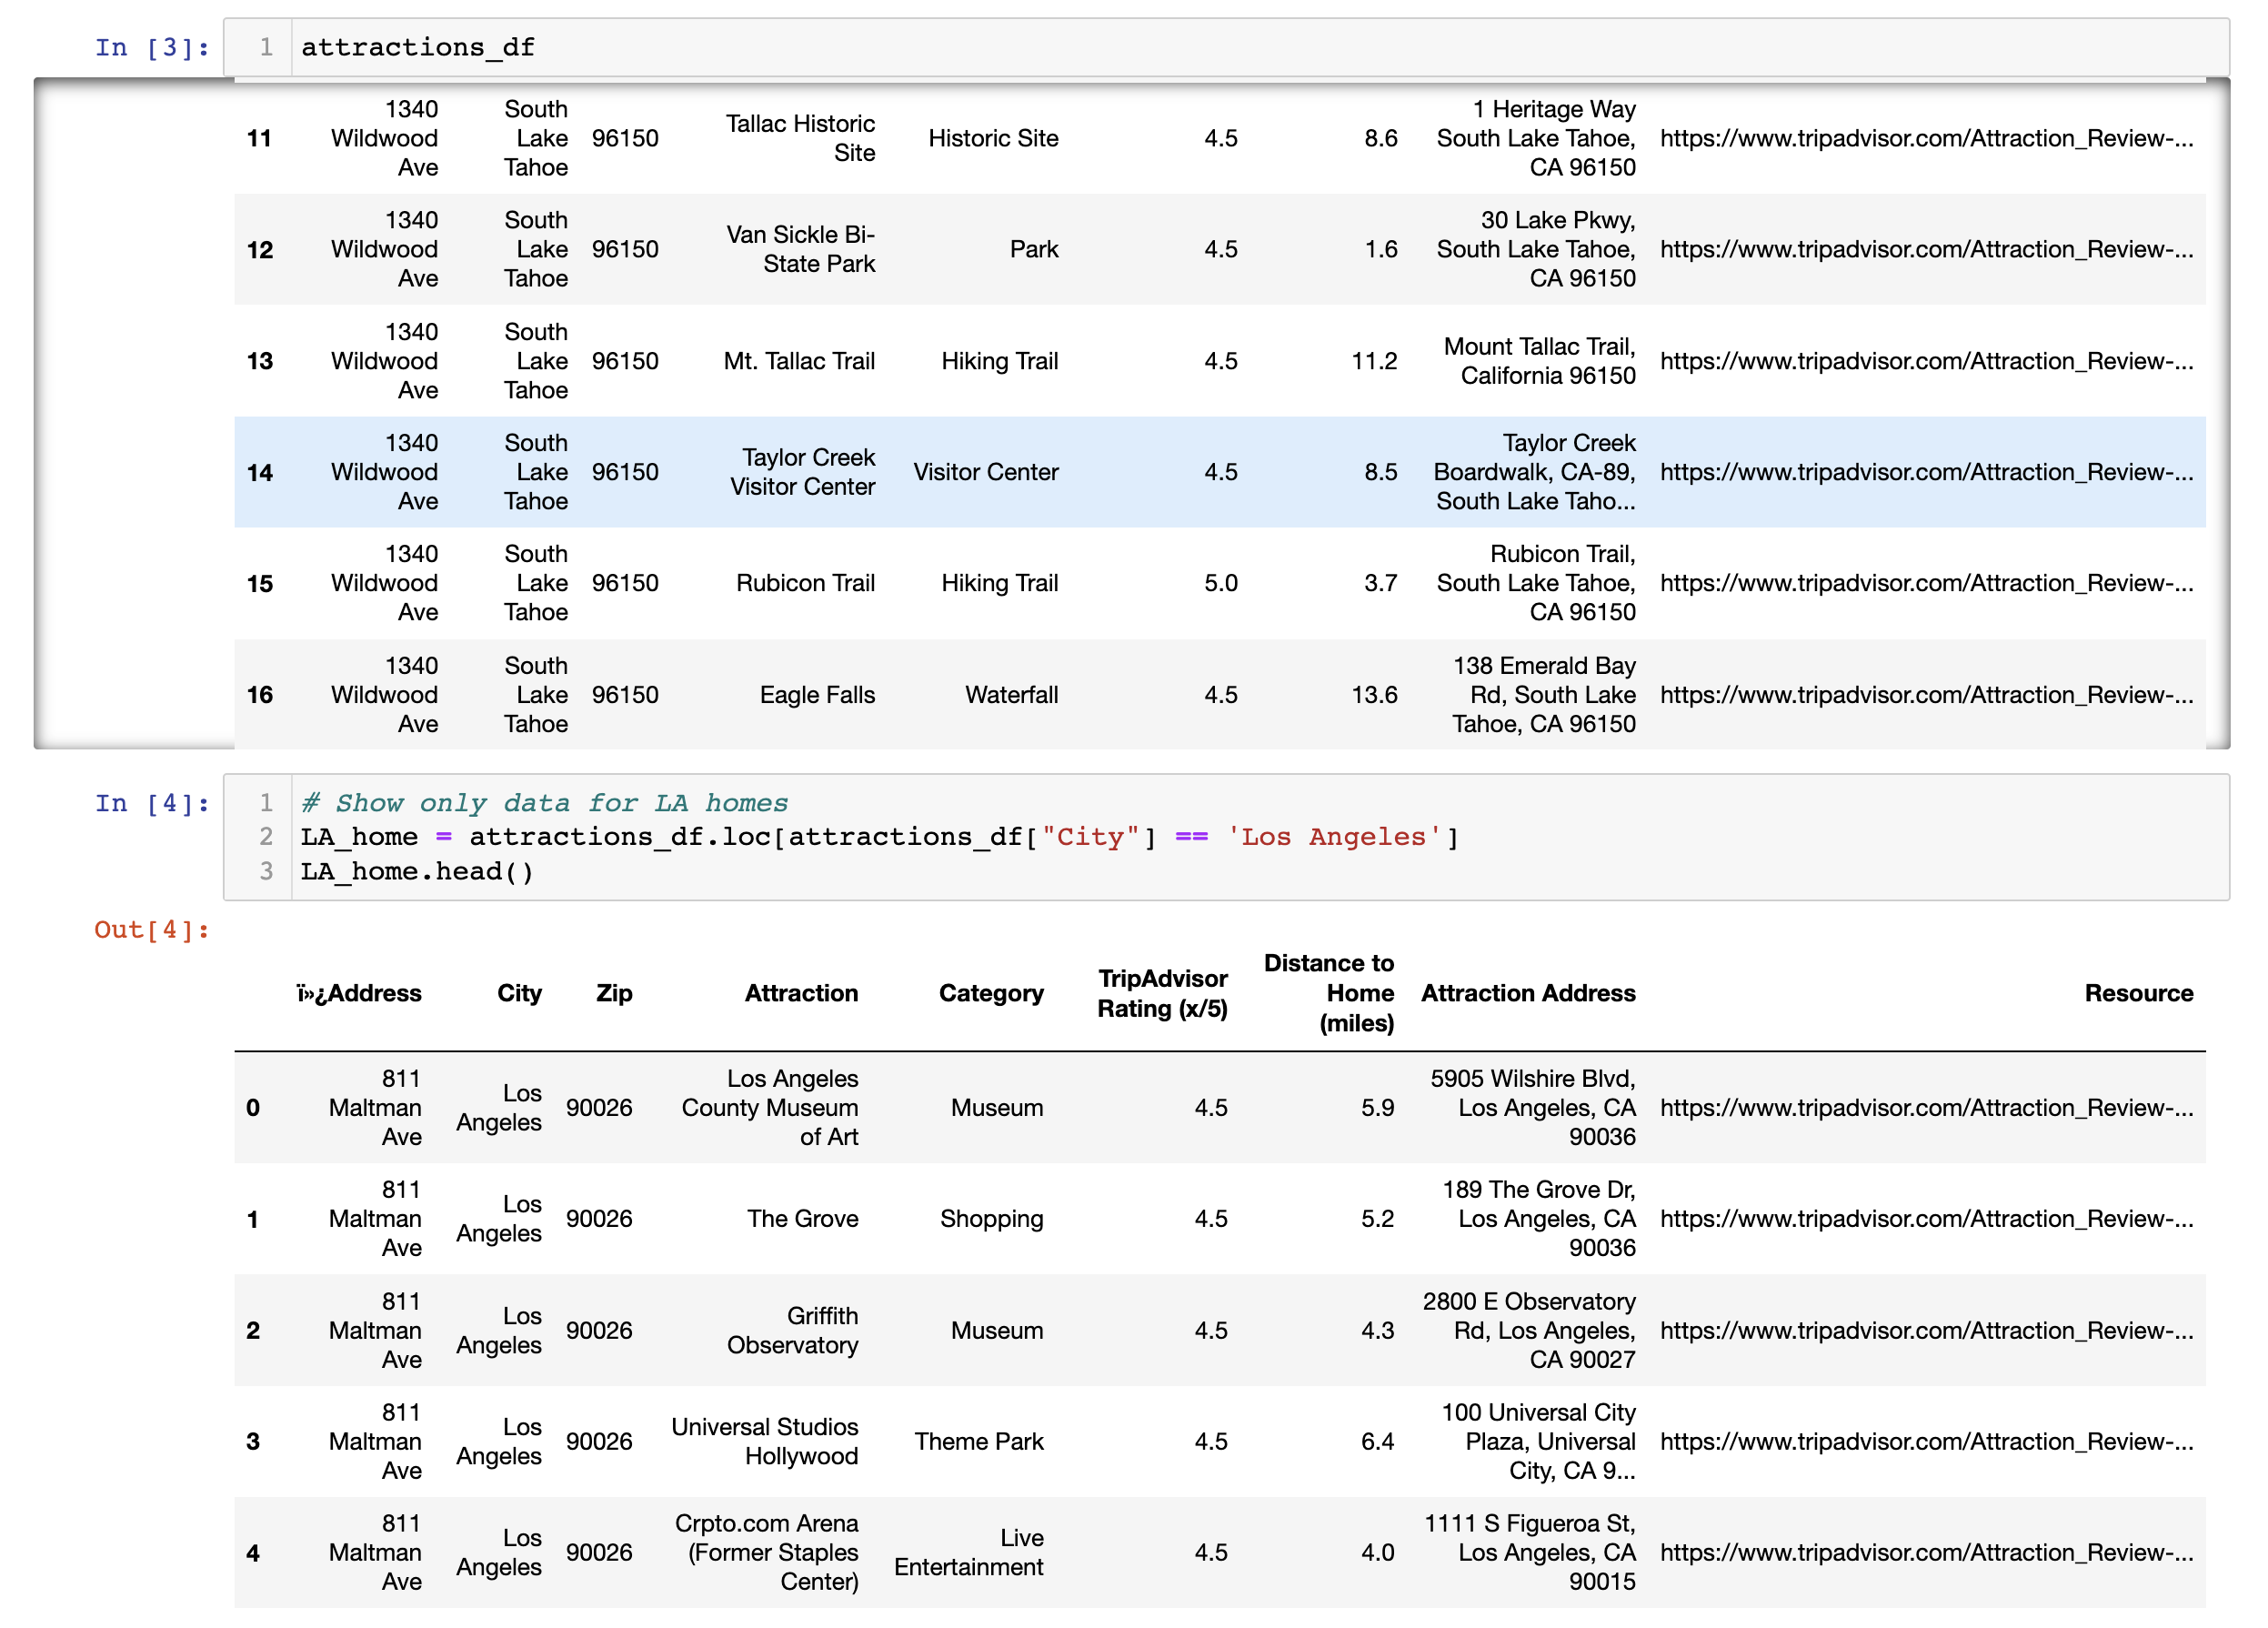 In [3]:
1 attractions_df
11 1340 Wildwood Ave South Lake Tahoe 96150 Tallac Historic Site Historic Site 4.5 8.6 1 Heritage Way South Lake Tahoe, CA 96150 https://www.tripadvisor.com/Attraction_Review-...
12 1340 Wildwood Ave South Lake Tahoe 96150 Van Sickle Bi-State Park Park 4.5 1.6 30 Lake Pkwy, South Lake Tahoe, CA 96150 https://www.tripadvisor.com/Attraction_Review-...
13 1340 Wildwood Ave South Lake Tahoe 96150 Mt. Tallac Trail Hiking Trail 4.5 11.2 Mount Tallac Trail, California 96150 https://www.tripadvisor.com/Attraction_Review-...
14 1340 Wildwood Ave South Lake Tahoe 96150 Taylor Creek Visitor Center Visitor Center 4.5 8.5 Taylor Creek Boardwalk, CA-89, South Lake Taho... https://www.tripadvisor.com/Attraction_Review-...
15 1340 Wildwood Ave South Lake Tahoe 96150 Rubicon Trail Hiking Trail 5.0 3.7 Rubicon Trail, South Lake Tahoe, CA 96150 https://www.tripadvisor.com/Attraction_Review-...
16 1340 Wildwood Ave South Lake Tahoe 96150 Eagle Falls Waterfall 4.5 13.6 138 Emerald Bay Rd, South Lake Tahoe, CA 96150 https://www.tripadvisor.com/Attraction_Review-...
In [4]:
1 # Show only data for LA homes
2 LA_home = attractions_df.loc[attractions_df["City"] == 'Los Angeles']
3 LA_home.head()
Out[4]:
ï»¿Address City Zip Attraction Category TripAdvisor Rating (x/5) Distance to Home (miles) Attraction Address Resource
0 811 Maltman Ave Los Angeles 90026 Los Angeles County Museum of Art Museum 4.5 5.9 5905 Wilshire Blvd, Los Angeles, CA 90036 https://www.tripadvisor.com/Attraction_Review-...
1 811 Maltman Ave Los Angeles 90026 The Grove Shopping 4.5 5.2 189 The Grove Dr, Los Angeles, CA 90036 https://www.tripadvisor.com/Attraction_Review-...
2 811 Maltman Ave Los Angeles 90026 Griffith Observatory Museum 4.5 4.3 2800 E Observatory Rd, Los Angeles, CA 90027 https://www.tripadvisor.com/Attraction_Review-...
3 811 Maltman Ave Los Angeles 90026 Universal Studios Hollywood Theme Park 4.5 6.4 100 Universal City Plaza, Universal City, CA 9... https://www.tripadvisor.com/Attraction_Review-...
4 811 Maltman Ave Los Angeles 90026 Crpto.com Arena (Former Staples Center) Live Entertainment 4.5 4.0 1111 S Figueroa St, Los Angeles, CA 90015 https://www.tripadvisor.com/Attraction_Review-...